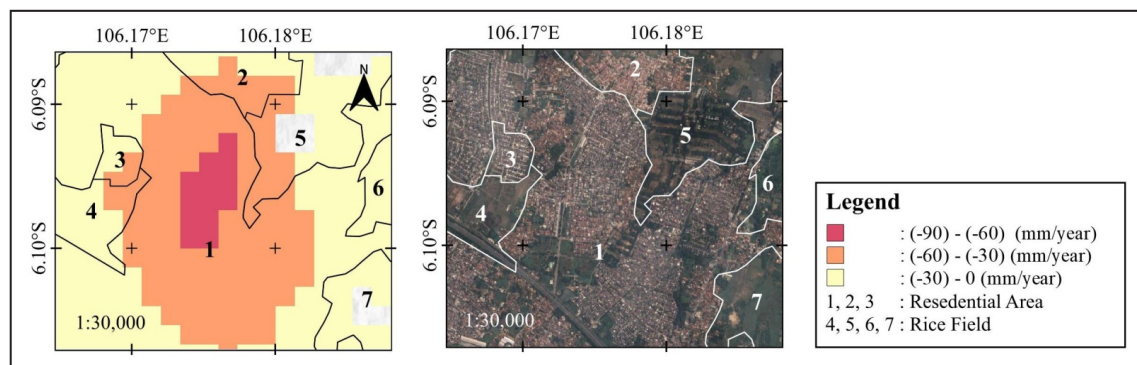 106.17°E 106.18°E
106.17°E 106.18°E
6.09°S
6.10°S
N
2
3
5
4
6
1
7
1:30,000
6.09°S
6.10°S
2
3
5
4
6
1
7
1:30,000
Legend
: (-90) - (-60) (mm/year)
: (-60) - (-30) (mm/year)
: (-30) - 0 (mm/year)
1, 2, 3 : Resedential Area
4, 5, 6, 7 : Rice Field